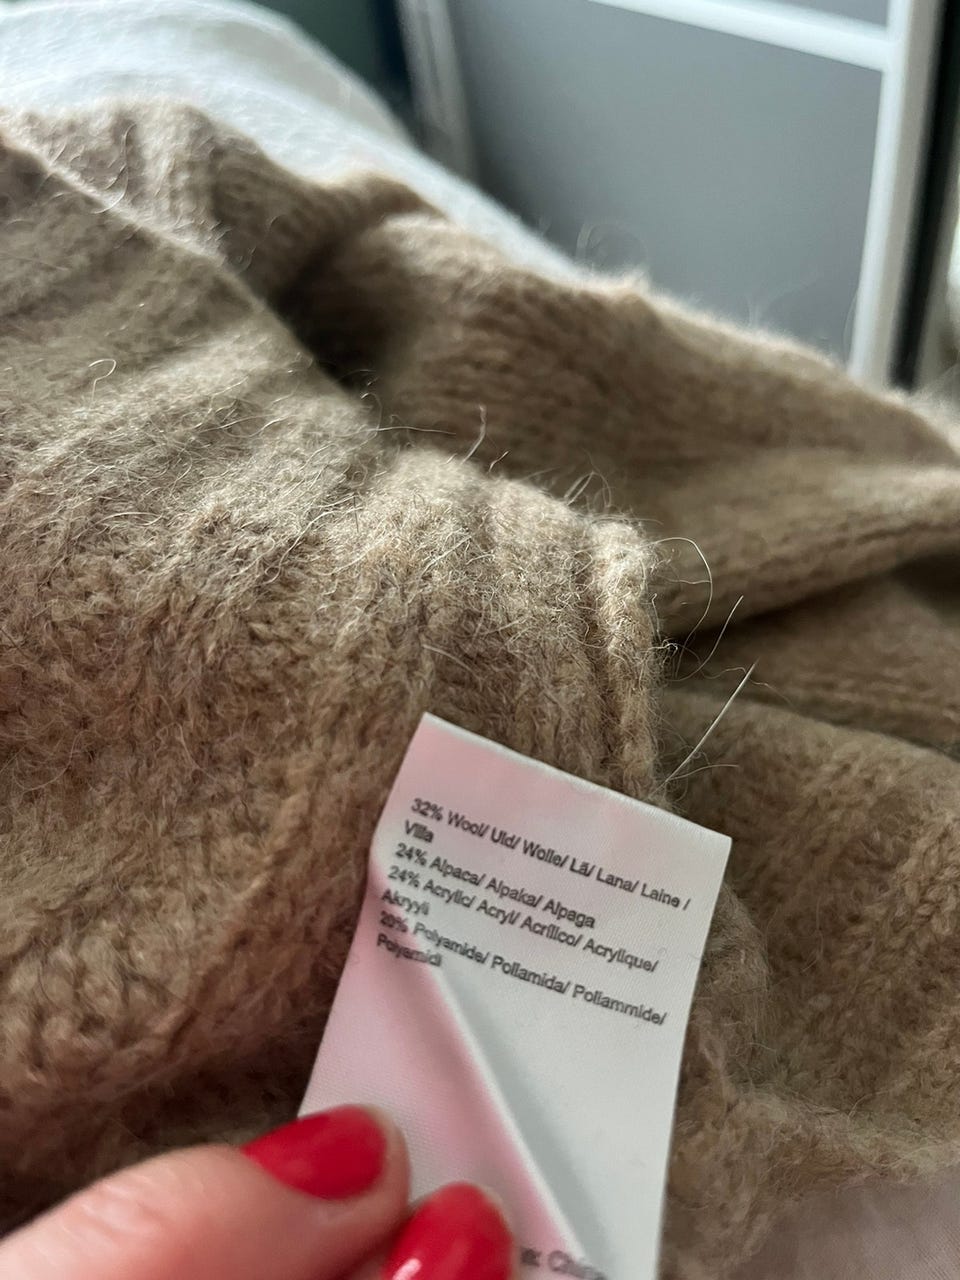 32% Wool/ Uld/ Wolle/ Lã/ Lana/ Laine /
Villa
24% Alpaca/ Alpaka/ Alpaga
24% Acrylic/ Acryl/ Acrílico/ Acrylique/
Akryyli
20% Polyamide/ Poliamida/ Poliammide/
Polyamidi